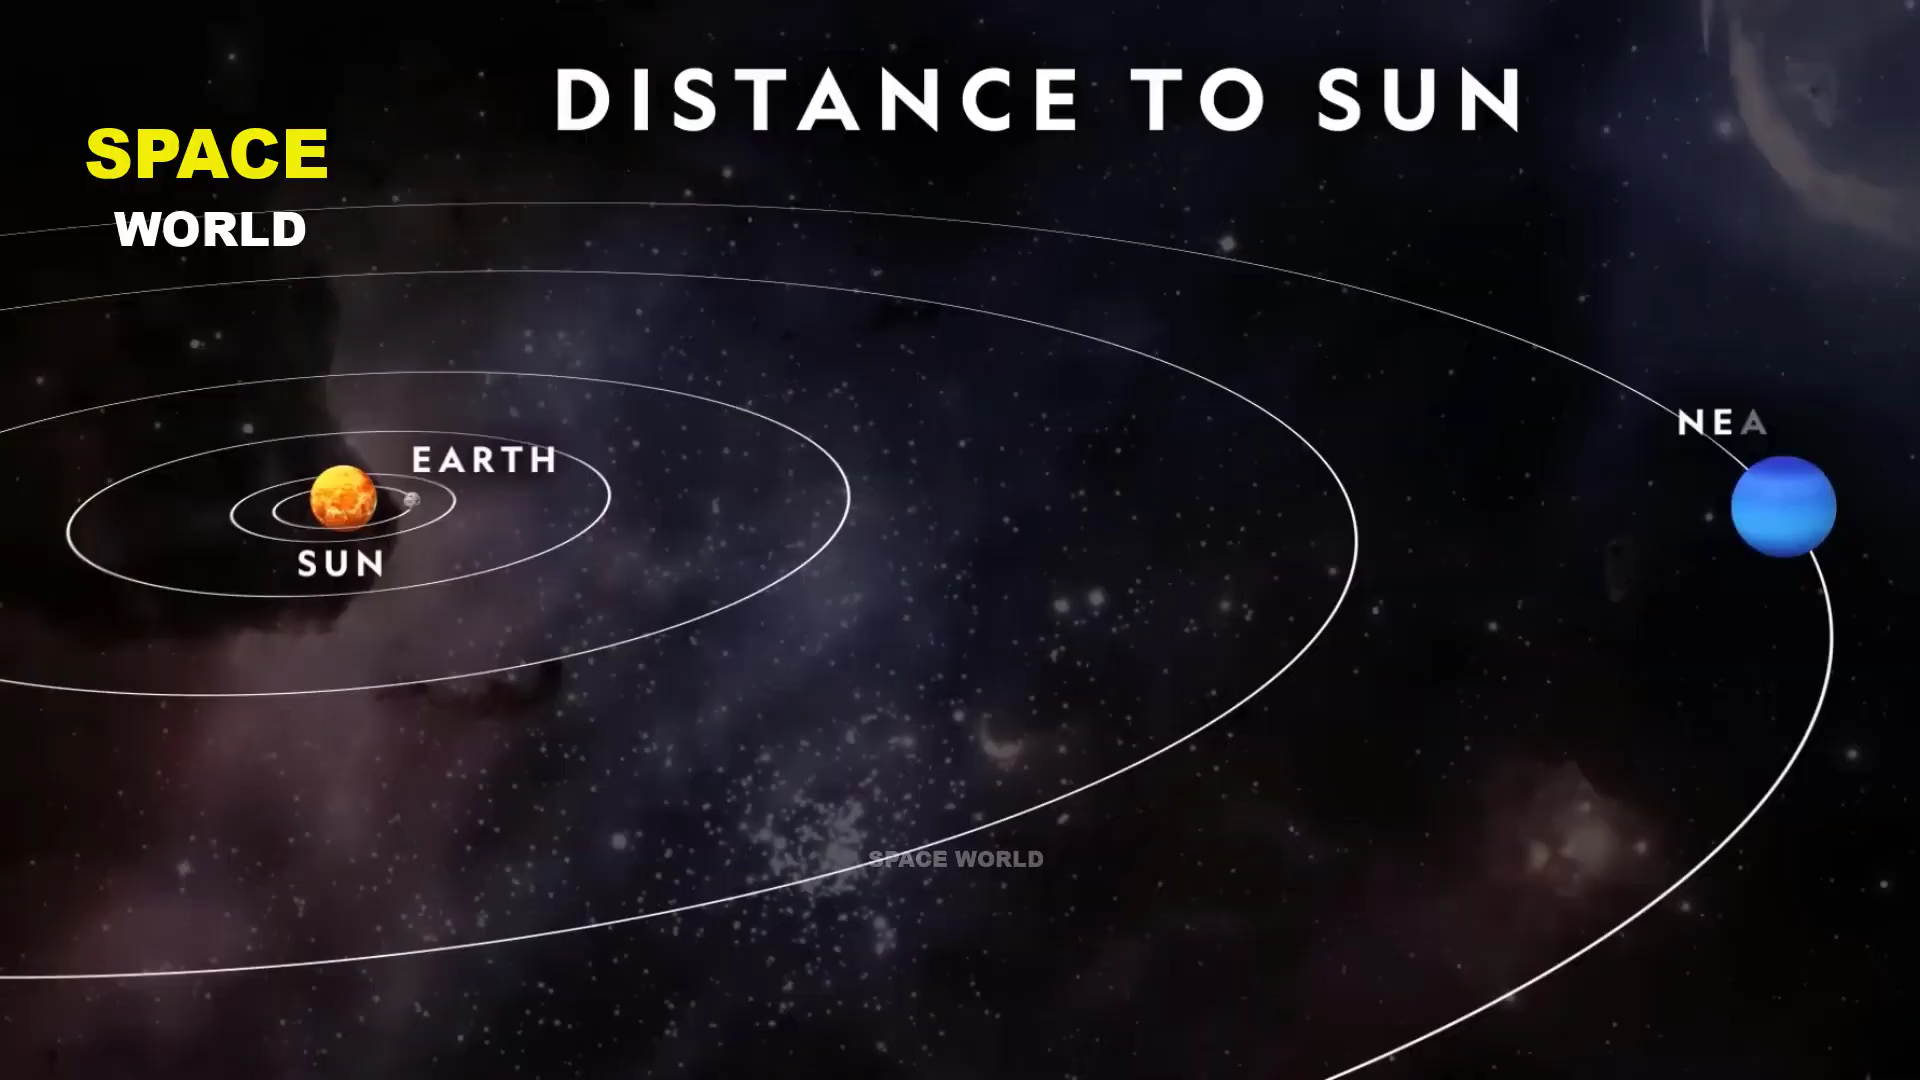 DISTANCE TO SUN
SPACE
WORLD
NEA
EARTH
SUN
SPACE WORLD